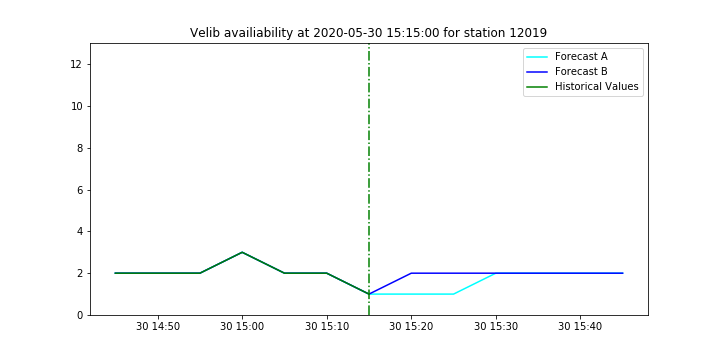 Velib availiability at 2020-05-30 15:15:00 for station 12019
Forecast A
Forecast B
Historical Values
12
10
8
6
4
2
0
30 14:50 30 15:00 30 15:10 30 15:20 30 15:30 30 15:40